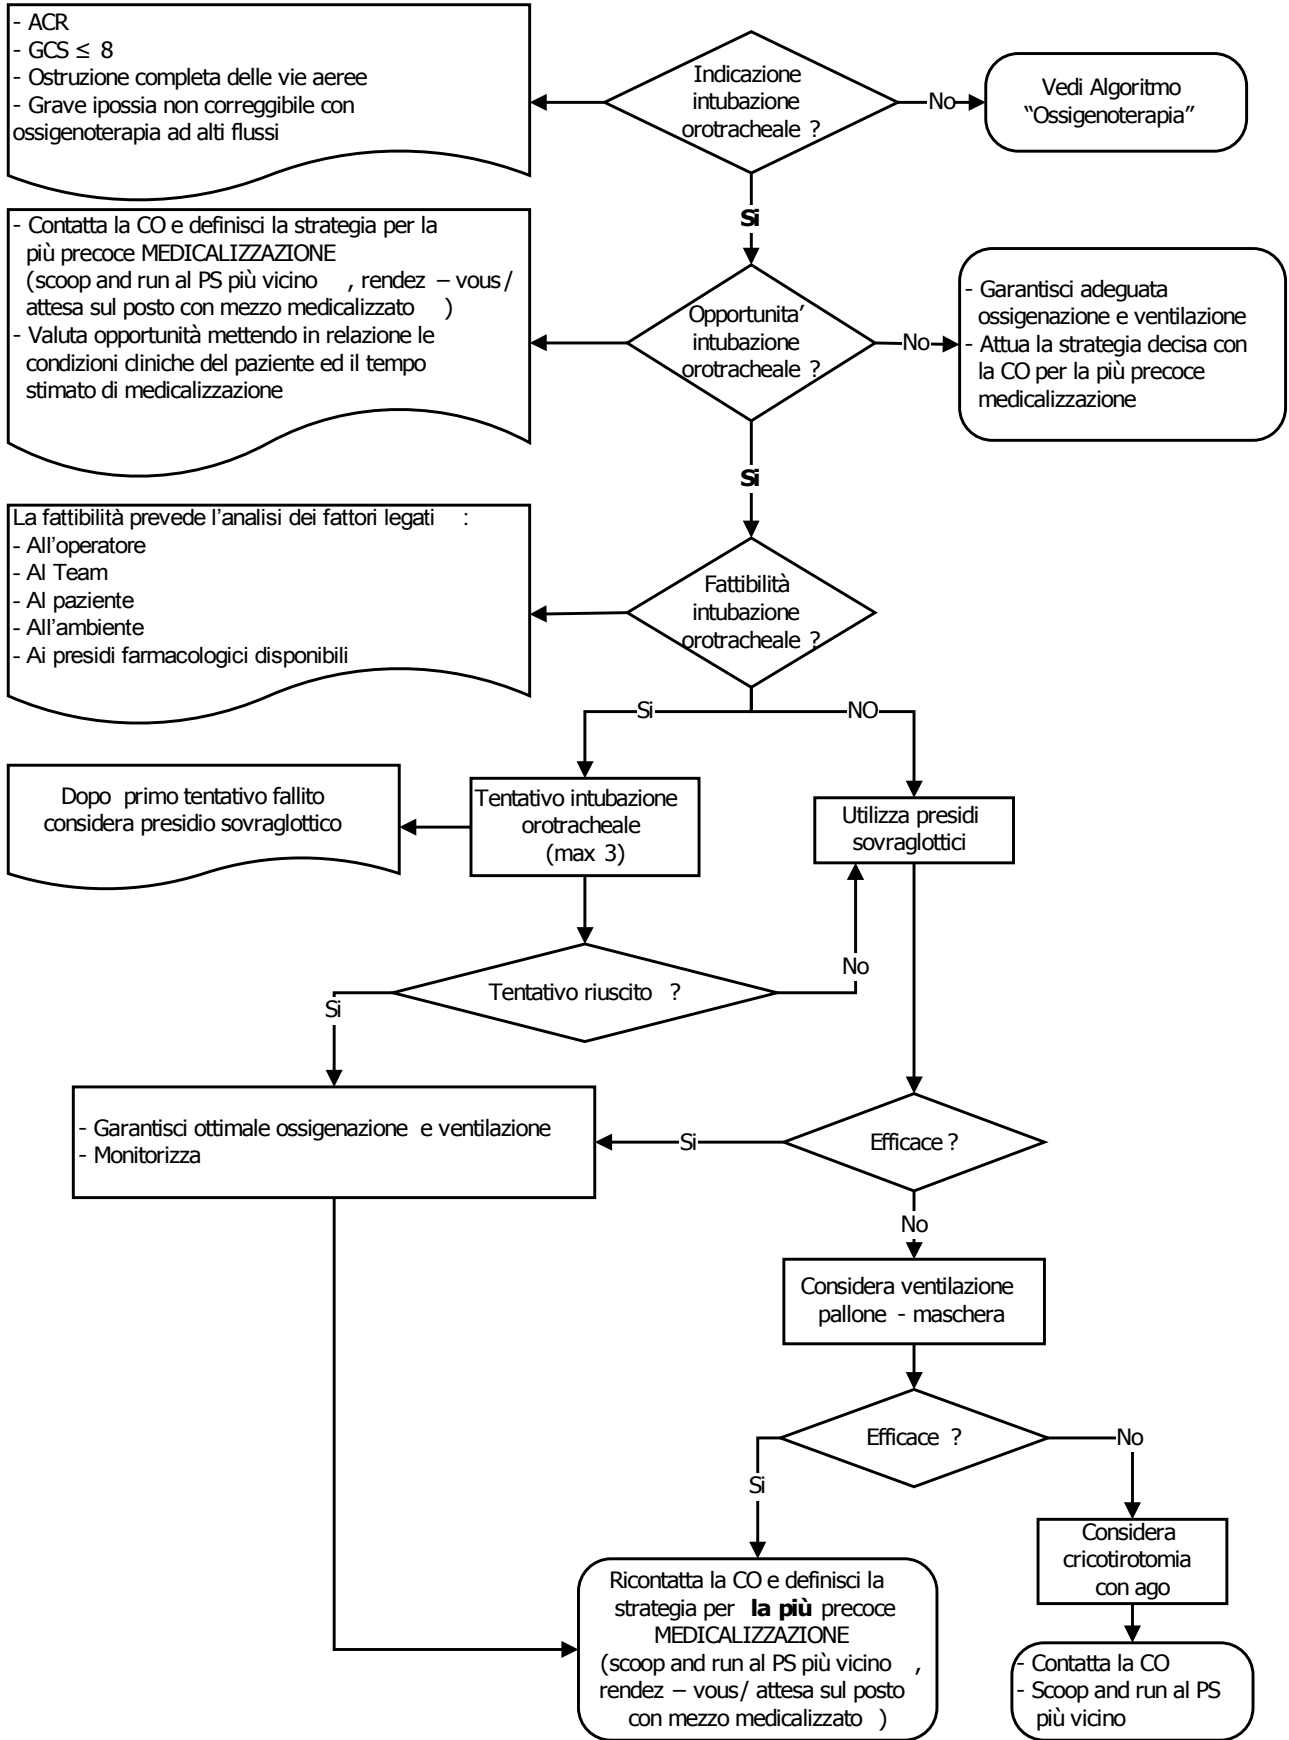 - ACR
- GCS ≤ 8
- Ostruzione completa delle vie aeree
- Grave ipossia non correggibile con
ossigenoterapia ad alti flussi
Indicazione
intubazione
orotracheale ?
No
Vedi Algoritmo
“Ossigenoterapia”
Si
- Contatta la CO e definisci la strategia per la
più precoce MEDICALIZZAZIONE
(scoop and run al PS più vicino , rendez – vous/
attesa sul posto con mezzo medicalizzato )
- Valuta opportunità mettendo in relazione le
condizioni cliniche del paziente ed il tempo
stimato di medicalizzazione
Opportunita’
intubazione
orotracheale ?
No
- Garantisci adeguata
ossigenazione e ventilazione
- Attua la strategia decisa con
la CO per la più precoce
medicalizzazione
Si
La fattibilità prevede l’analisi dei fattori legati :
- All’operatore
- Al Team
- Al paziente
- All’ambiente
- Ai presidi farmacologici disponibili
Fattibilità
intubazione
orotracheale ?
Si
NO
Dopo primo tentativo fallito
considera presidio sovraglottico
Tentativo intubazione
orotracheale
(max 3)
Utilizza presidi
sovraglottici
Tentativo riuscito ?
No
Si
- Garantisci ottimale ossigenazione e ventilazione
- Monitorizza
Si
Efficace ?
No
Considera ventilazione
pallone - maschera
Efficace ?
No
Si
Considera
cricotirotomia
con ago
Ricontatta la CO e definisci la
strategia per la più precoce
MEDICALIZZAZIONE
(scoop and run al PS più vicino ,
rendez – vous/ attesa sul posto
con mezzo medicalizzato )
- Contatta la CO
- Scoop and run al PS
più vicino